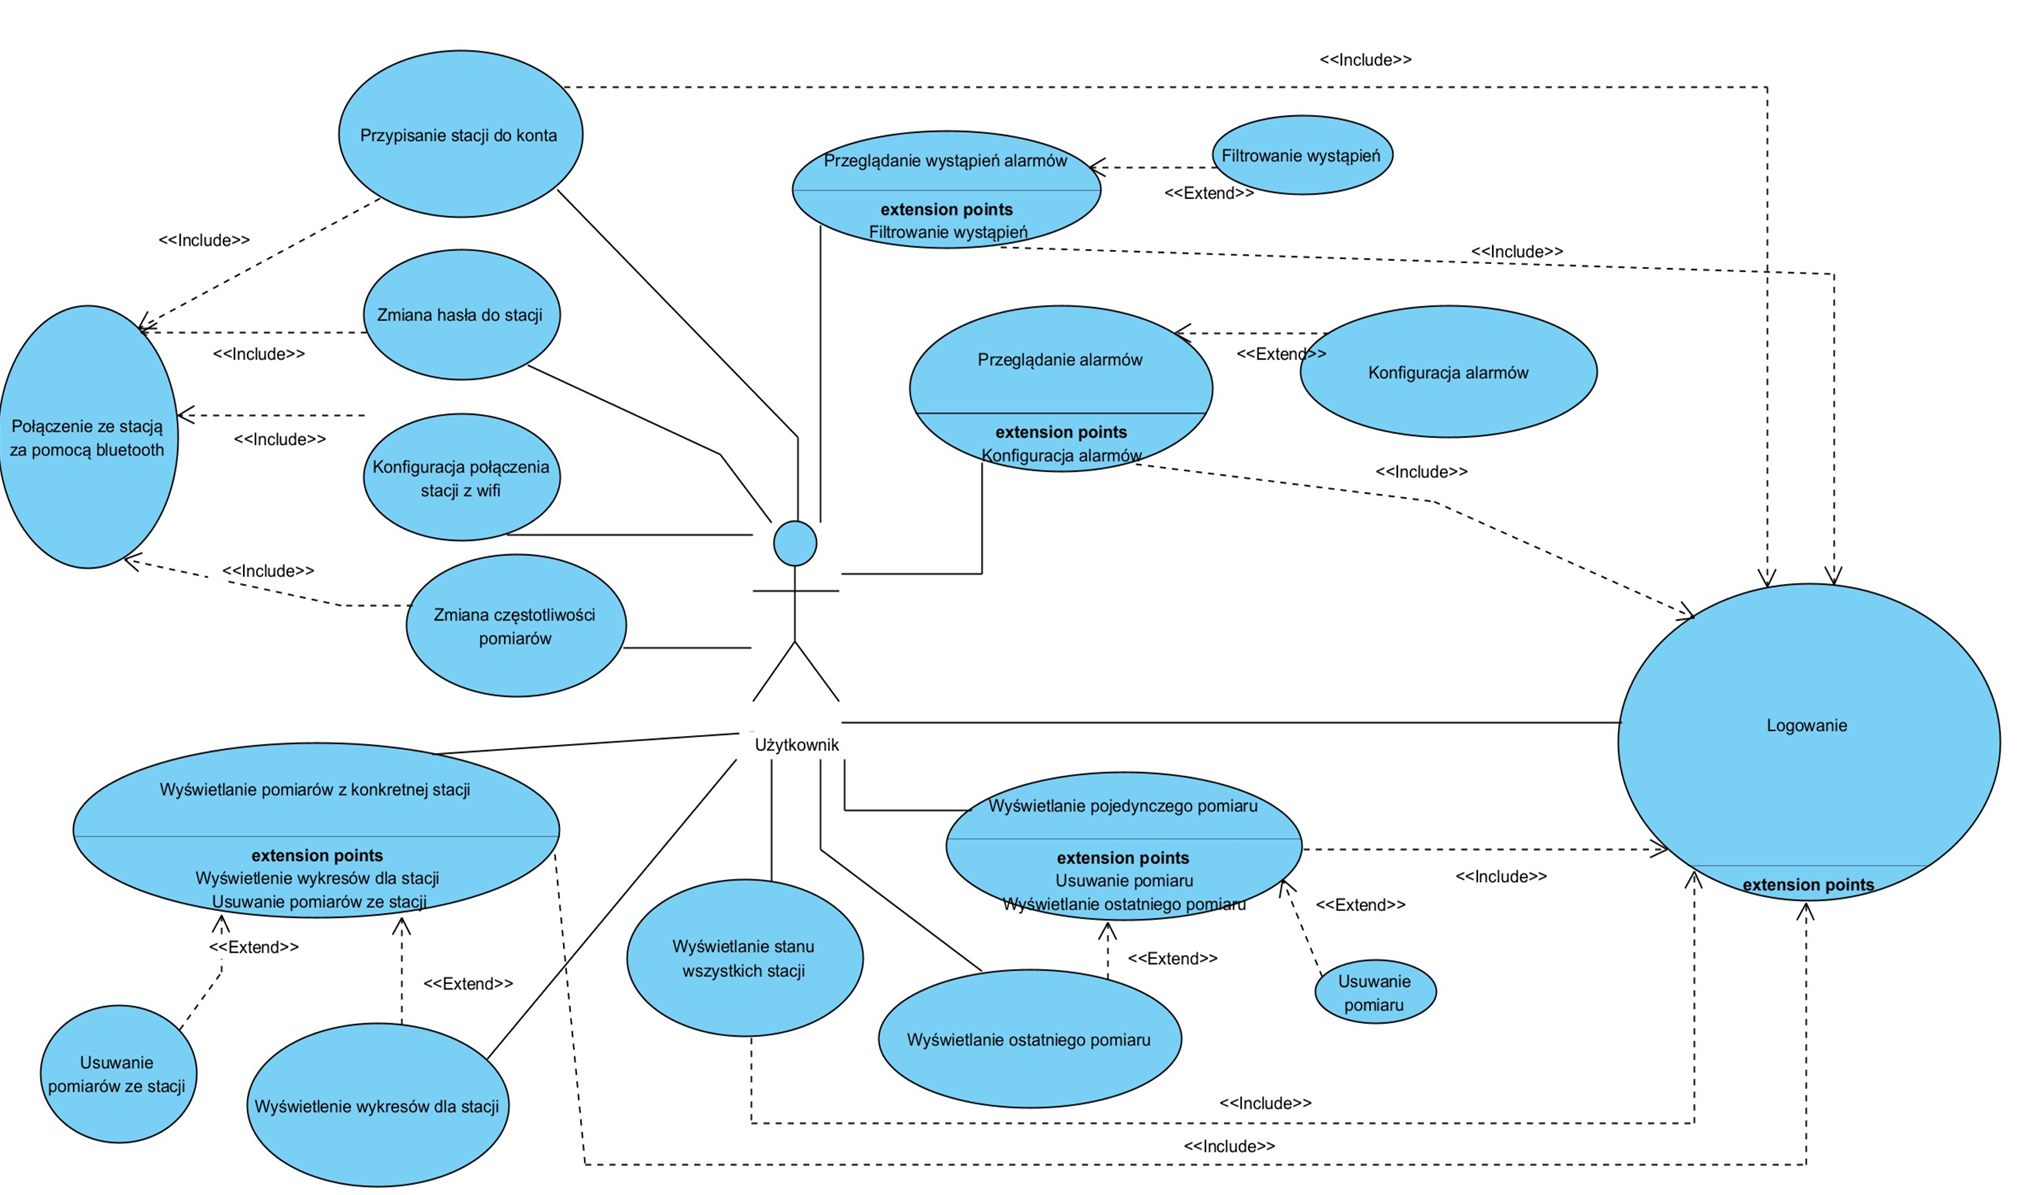 <<Include>>
Przypisanie stacji do konta
Przeglądanie wystąpień alarmów
extension points
Filtrowanie wystąpień
Filtrowanie wystąpień
<<Extend>>
<<Include>>
<<Include>>
Zmiana hasła do stacji
<<Include>>
Przeglądanie alarmów
extension points
Konfiguracja alarmów
<<Extend>>
Konfiguracja alarmów
<<Include>>
Połączenie ze stacją
za pomocą bluetooth
<<Include>>
Konfiguracja połączenia
stacji z wifi
<<Include>>
Zmiana częstotliwości
pomiarów
Użytkownik
Logowanie
extension points
Wyświetlanie pomiarów z konkretnej stacji
extension points
Wyświetlenie wykresów dla stacji
Usuwanie pomiarów ze stacji
<<Extend>>
<<Extend>>
Usuwanie
pomiarów ze stacji
Wyświetlenie wykresów dla stacji
Wyświetlanie stanu
wszystkich stacji
Wyświetlanie pojedynczego pomiaru
extension points
Usuwanie pomiaru
Wyświetlanie ostatniego pomiaru
<<Include>>
<<Extend>>
<<Extend>>
Usuwanie
pomiaru
Wyświetlanie ostatniego pomiaru
<<Include>>
<<Include>>